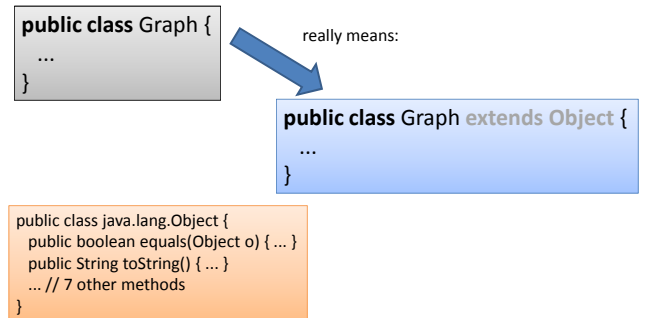 public class Graph {
...
}
really means:
public class Graph extends Object {
...
}
public class java.lang.Object {
public boolean equals(Object o) { ... }
public String toString() { ... }
... // 7 other methods
}